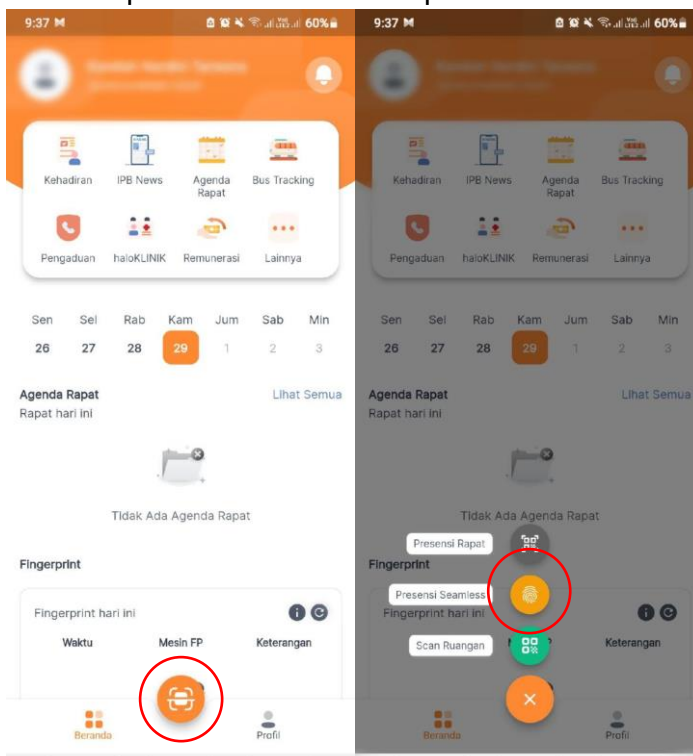 9:37 60%
Kehadiran IPB News Agenda Rapat Bus Tracking
Pengaduan haloKLINIK Remunerasi Lainnya
Sen Sel Rab Kam Jum Sab Min
26 27 28 29 1 2 3
Agenda Rapat Lihat Semua
Rapat hari ini
Tidak Ada Agenda Rapat
Fingerprint
Fingerprint hari ini
Waktu Mesin FP Keterangan
Beranda Profil
9:37 60%
Kehadiran IPB News Agenda Rapat Bus Tracking
Pengaduan haloKLINIK Remunerasi Lainnya
Sen Sel Rab Kam Jum Sab Min
26 27 28 29 1 2 3
Agenda Rapat Lihat Semua
Rapat hari ini
Tidak Ada Agenda Rapat
Presensi Rapat
Fingerprint
Presensi Seamless
Fingerprint hari ini
Scan Ruangan
Keterangan
Beranda Profil